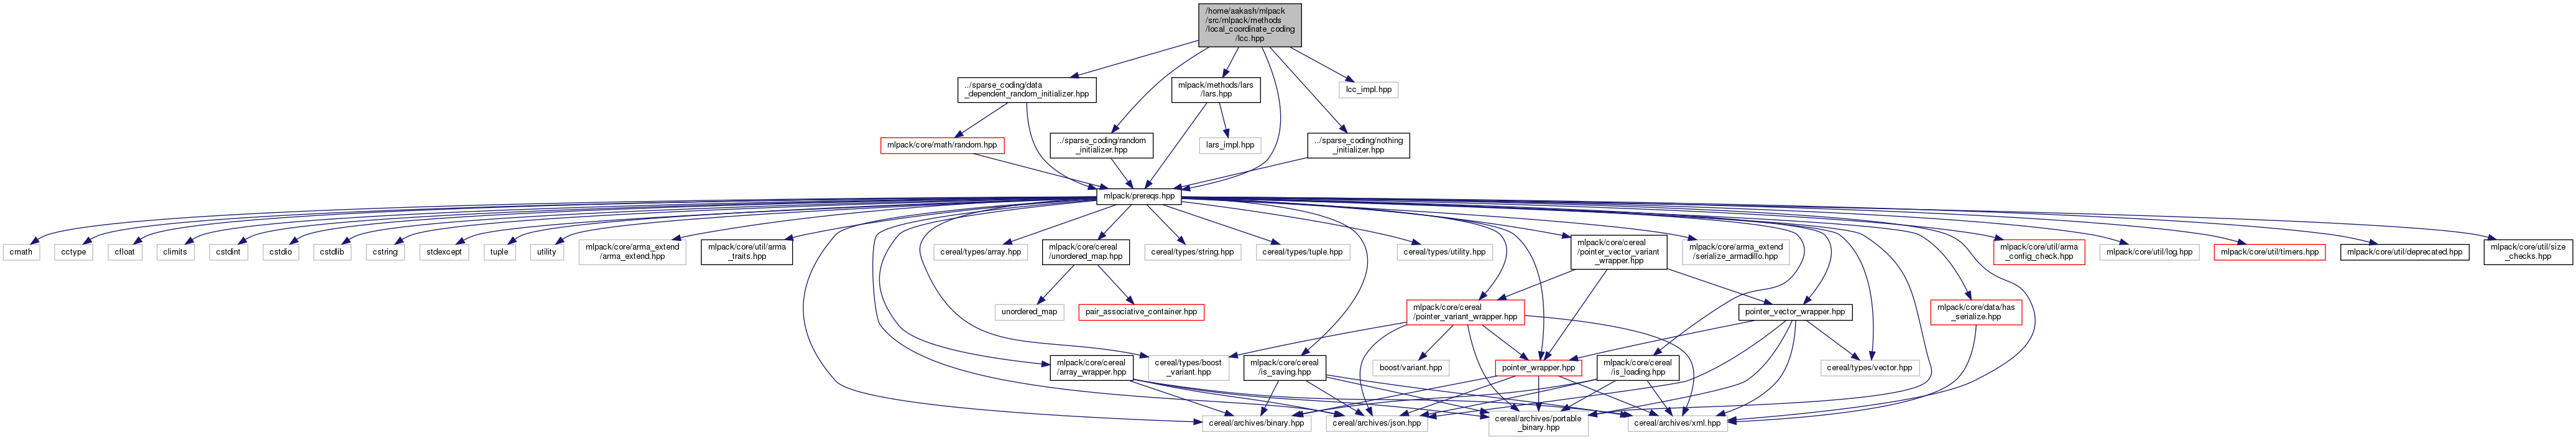 /home/aakash/mlpack
/src/mlpack/methods
/local_coordinate_coding
/lcc.hpp
../sparse_coding/data
_dependent_random_initializer.hpp
mlpack/methods/lars
/lars.hpp
lcc_impl.hpp
mlpack/core/math/random.hpp
../sparse_coding/random
_initializer.hpp
lars_impl.hpp
../sparse_coding/nothing
_initializer.hpp
mlpack/prereqs.hpp
cmath
cctype
cfloat
climits
cstdint
cstdio
cstdlib
cstring
stdexcept
tuple
utility
mlpack/core/arma_extend
/arma_extend.hpp
mlpack/core/util/arma
_traits.hpp
cereal/types/array.hpp
mlpack/core/cereal
/unordered_map.hpp
cereal/types/string.hpp
cereal/types/tuple.hpp
cereal/types/utility.hpp
mlpack/core/cereal
/pointer_vector_variant
_wrapper.hpp
mlpack/core/arma_extend
/serialize_armadillo.hpp
mlpack/core/util/arma
_config_check.hpp
mlpack/core/util/log.hpp
mlpack/core/util/timers.hpp
mlpack/core/util/deprecated.hpp
mlpack/core/util/size
_checks.hpp
unordered_map
pair_associative_container.hpp
mlpack/core/cereal
/pointer_variant_wrapper.hpp
pointer_vector_wrapper.hpp
mlpack/core/data/has
_serialize.hpp
mlpack/core/cereal
/array_wrapper.hpp
cereal/types/boost
_variant.hpp
mlpack/core/cereal
/is_saving.hpp
boost/variant.hpp
pointer_wrapper.hpp
mlpack/core/cereal
/is_loading.hpp
cereal/types/vector.hpp
cereal/archives/binary.hpp
cereal/archives/json.hpp
cereal/archives/portable
_binary.hpp
cereal/archives/xml.hpp